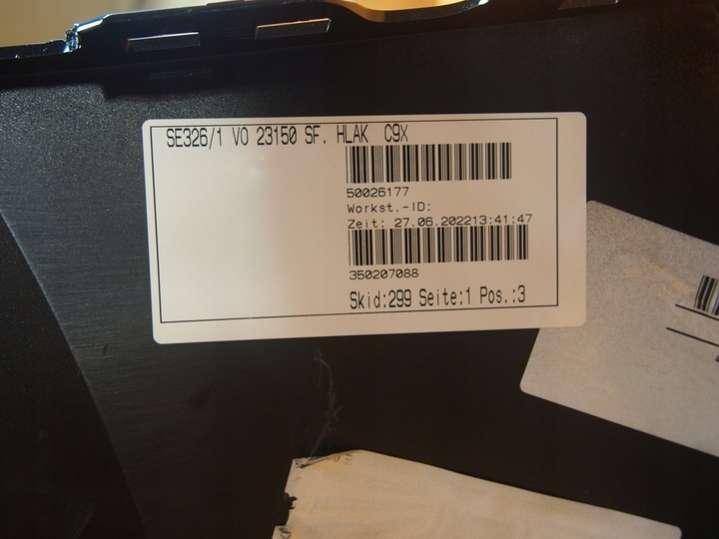 SE326/1 VO 23150 SF. HLAK C9X
50026177
Workst.-ID:
Zeit: 27.06.202213:41:47
350207088
Skid:299 Seite:1 Pos.:3